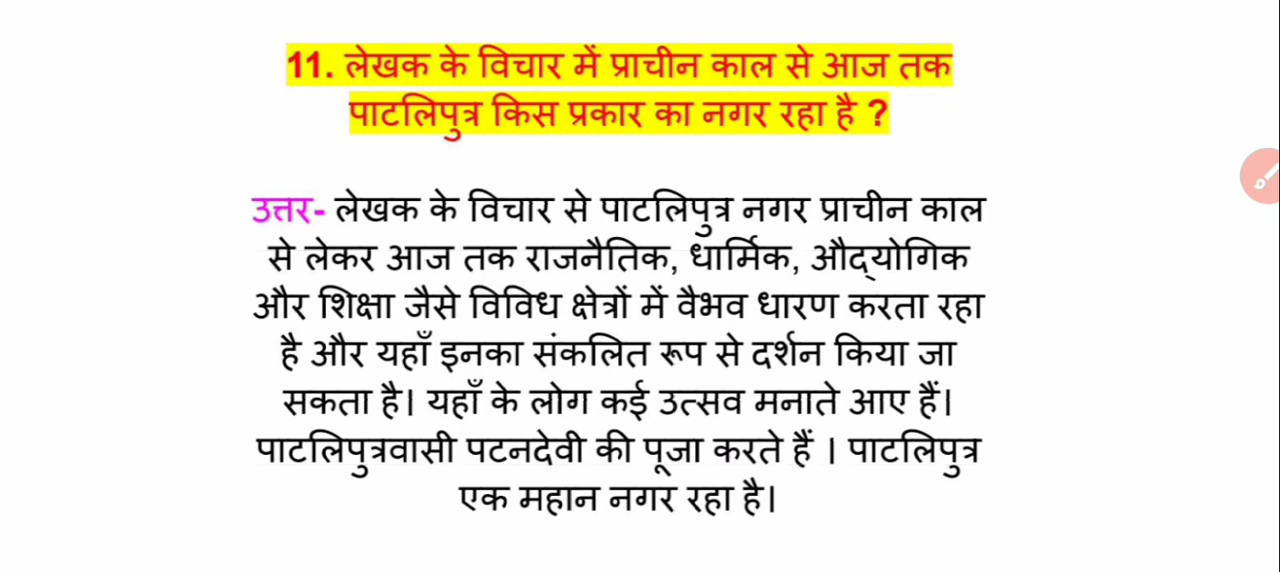 11. लेखक के विचार में प्राचीन काल से आज तक
पाटलिपुत्र किस प्रकार का नगर रहा है ?
उत्तर- लेखक के विचार से पाटलिपुत्र नगर प्राचीन काल
से लेकर आज तक राजनैतिक, धार्मिक, औद्योगिक
और शिक्षा जैसे विविध क्षेत्रों में वैभव धारण करता रहा
है और यहाँ इनका संकलित रूप से दर्शन किया जा
सकता है। यहाँ के लोग कई उत्सव मनाते आए हैं।
पाटलिपुत्रवासी पटनदेवी की पूजा करते हैं । पाटलिपुत्र
एक महान नगर रहा है।